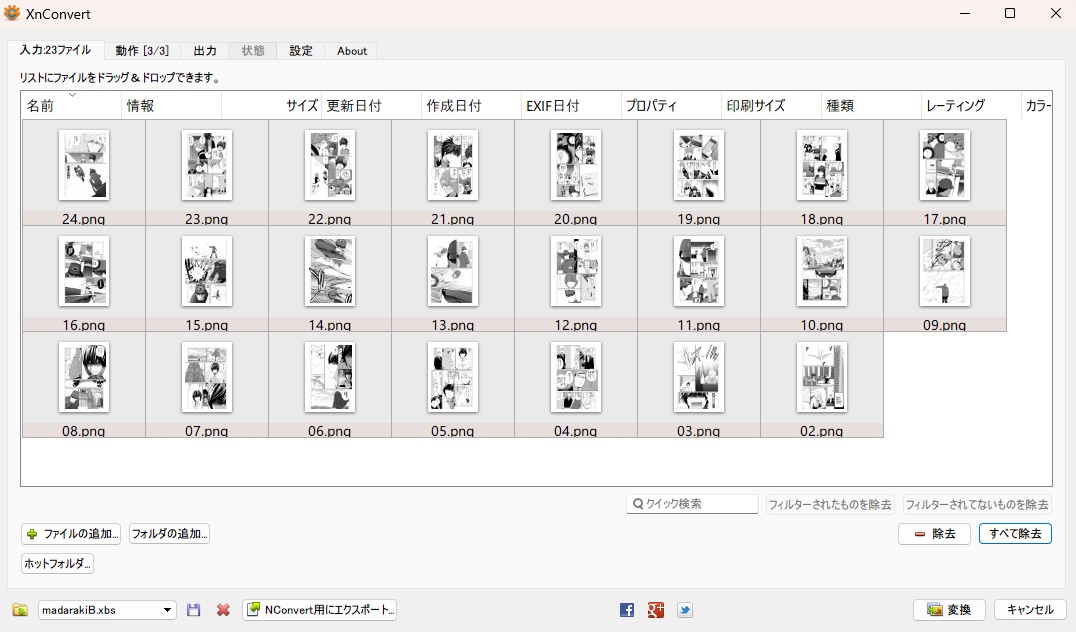 XnConvert
入力:23ファイル 動作 [3/3] 出力 状態 設定 About
リストにファイルをドラッグ＆ドロップできます。
名前 情報 サイズ 更新日付 作成日付 EXIF日付 プロパティ 印刷サイズ 種類 レーティング カラー
24.png 23.png 22.png 21.png 20.png 19.png 18.png 17.png
16.png 15.png 14.png 13.png 12.png 11.png 10.png 09.png
08.png 07.png 06.png 05.png 04.png 03.png 02.png
クイック検索 フィルターされたものを除去 フィルターされてないものを除去
ファイルの追加... フォルダの追加... 除去 すべて除去
ホットフォルダ...
madarakiB.xbs NConvert用にエクスポート... 変換 キャンセル